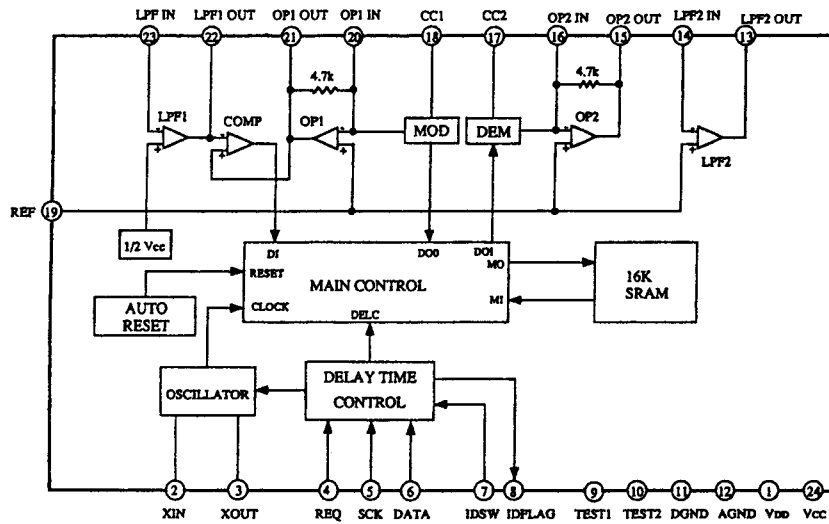 LPF IN LPF1 OUT OP1 OUT OP1 IN CC1 CC2 OP2 IN OP2 OUT LPF2 IN LPF2 OUT
23 22 21 20 18 17 16 15 14 13
4.7k 4.7k
LPF1 COMP OP1 MOD DEM OP2 LPF2
- + - + - + - + - +
REF 19
1/2 Vcc
DI DO0 DO1
RESET MAIN CONTROL MO
CLOCK MI
DELC
16K
SRAM
AUTO
RESET
OSCILLATOR
DELAY TIME
CONTROL
2 3 4 5 6 7 8 9 10 11 12 1 24
XIN XOUT REQ SCK DATA IDSW IDFLAG TEST1 TEST2 DGND AGND VDD VCC